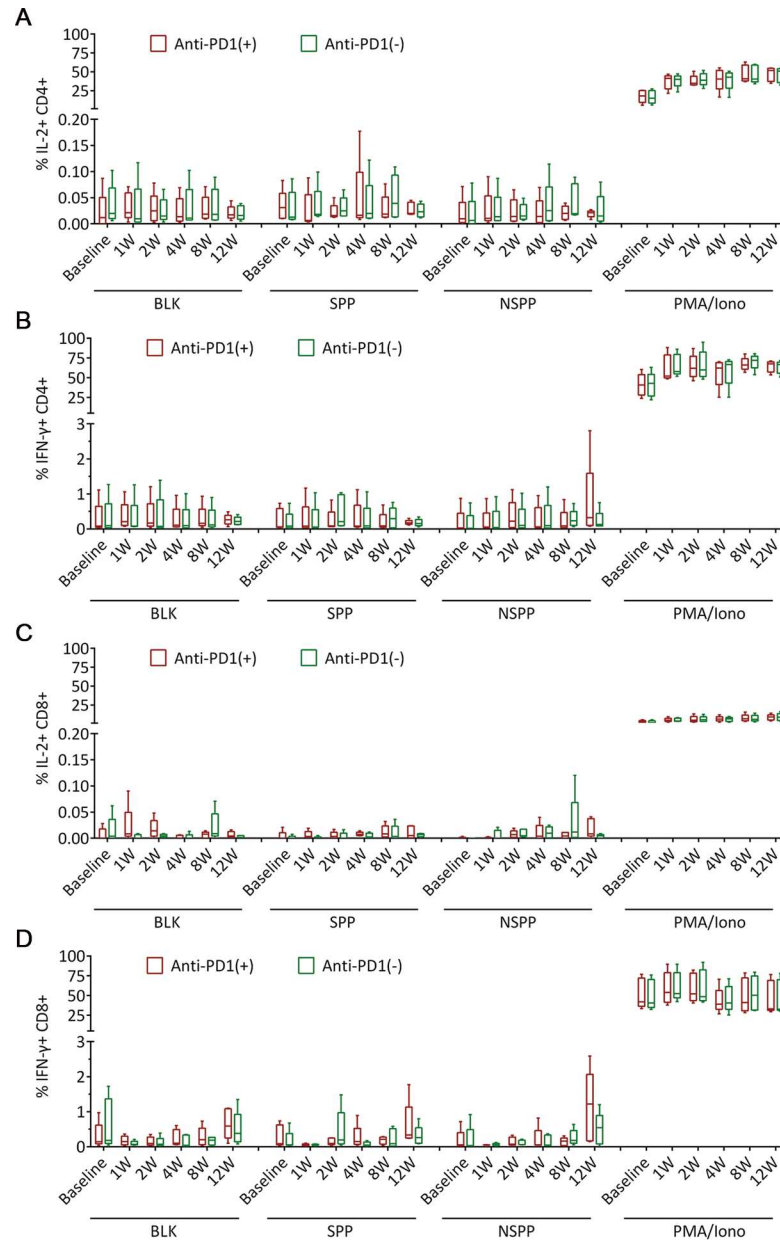 A
Anti-PD1(+) Anti-PD1(-)
% IL-2+ CD4+
100
75
50
25
0.20
0.15
0.10
0.05
0.00
Baseline 1W 2W 4W 8W 12W Baseline 1W 2W 4W 8W 12W Baseline 1W 2W 4W 8W 12W Baseline 1W 2W 4W 8W 12W
BLK SPP NSPP PMA/Iono
B
Anti-PD1(+) Anti-PD1(-)
% IFN-γ+ CD4+
100
75
50
25
3
2
1
0
Baseline 1W 2W 4W 8W 12W Baseline 1W 2W 4W 8W 12W Baseline 1W 2W 4W 8W 12W Baseline 1W 2W 4W 8W 12W
BLK SPP NSPP PMA/Iono
C
Anti-PD1(+) Anti-PD1(-)
% IL-2+ CD8+
100
75
50
25
0.20
0.15
0.10
0.05
0.00
Baseline 1W 2W 4W 8W 12W Baseline 1W 2W 4W 8W 12W Baseline 1W 2W 4W 8W 12W Baseline 1W 2W 4W 8W 12W
BLK SPP NSPP PMA/Iono
D
Anti-PD1(+) Anti-PD1(-)
% IFN-γ+ CD8+
100
75
50
25
3
2
1
0
Baseline 1W 2W 4W 8W 12W Baseline 1W 2W 4W 8W 12W Baseline 1W 2W 4W 8W 12W Baseline 1W 2W 4W 8W 12W
BLK SPP NSPP PMA/Iono